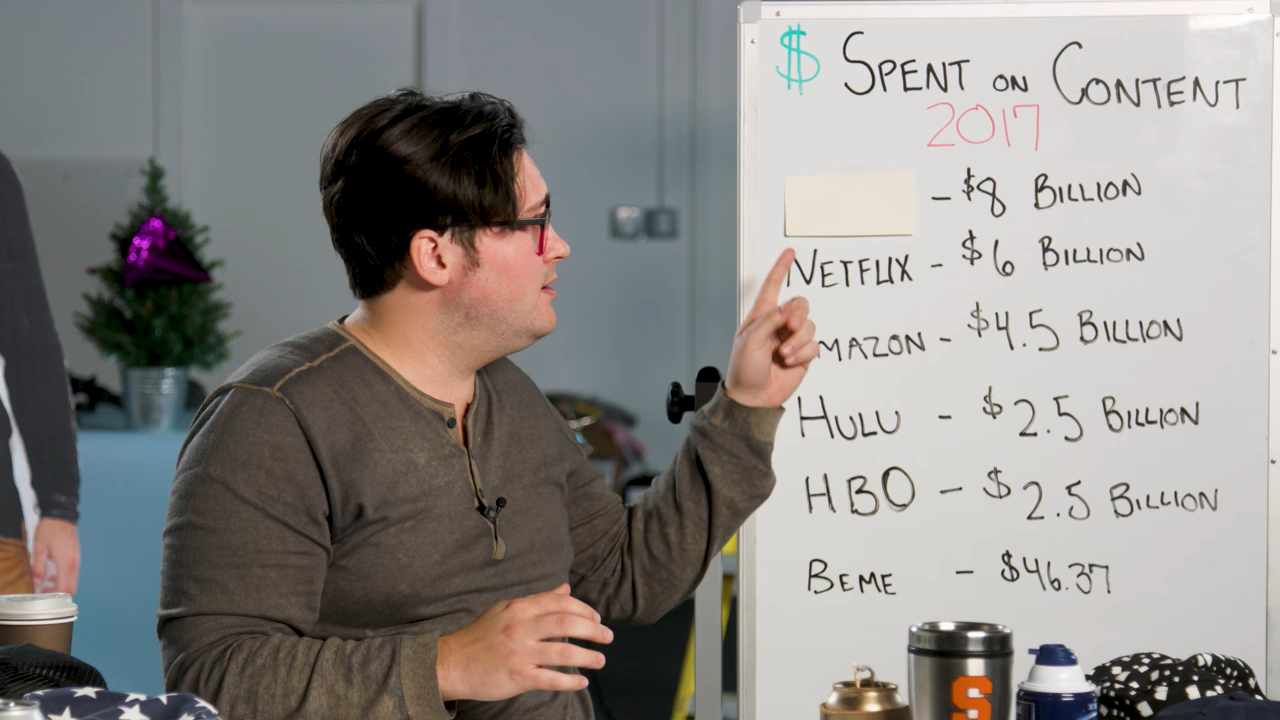 $ SPENT ON CONTENT
2017
- $8 BILLION
NETFLIX - $6 BILLION
MAZON - $4.5 BILLION
HULU - $2.5 BILLION
HBO - $2.5 BILLION
BEME - $46.37
S